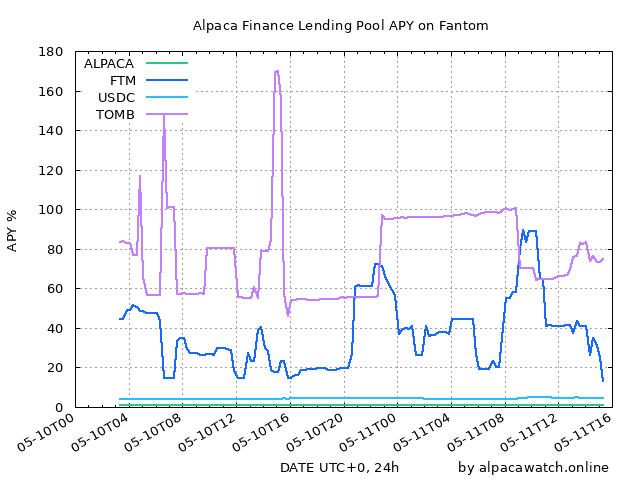 Alpaca Finance Lending Pool APY on Fantom
APY %
180
160
140
120
100
80
60
40
20
0
ALPACA
FTM
USDC
TOMB
05-10T00
05-10T04
05-10T08
05-10T12
05-10T16
05-10T20
05-11T00
05-11T04
05-11T08
05-11T12
05-11T16
DATE UTC+0, 24h
by alpacawatch.online